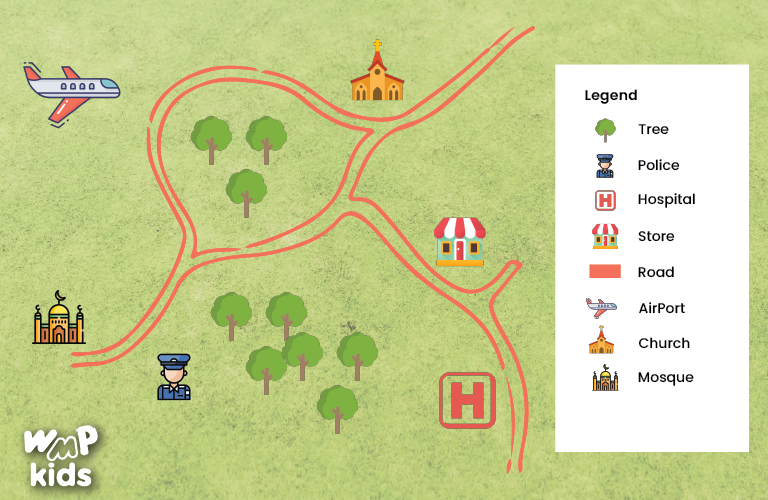 Legend
Tree
Police
H
Hospital
Store
Road
AirPort
Church
Mosque
H
WMP
kids